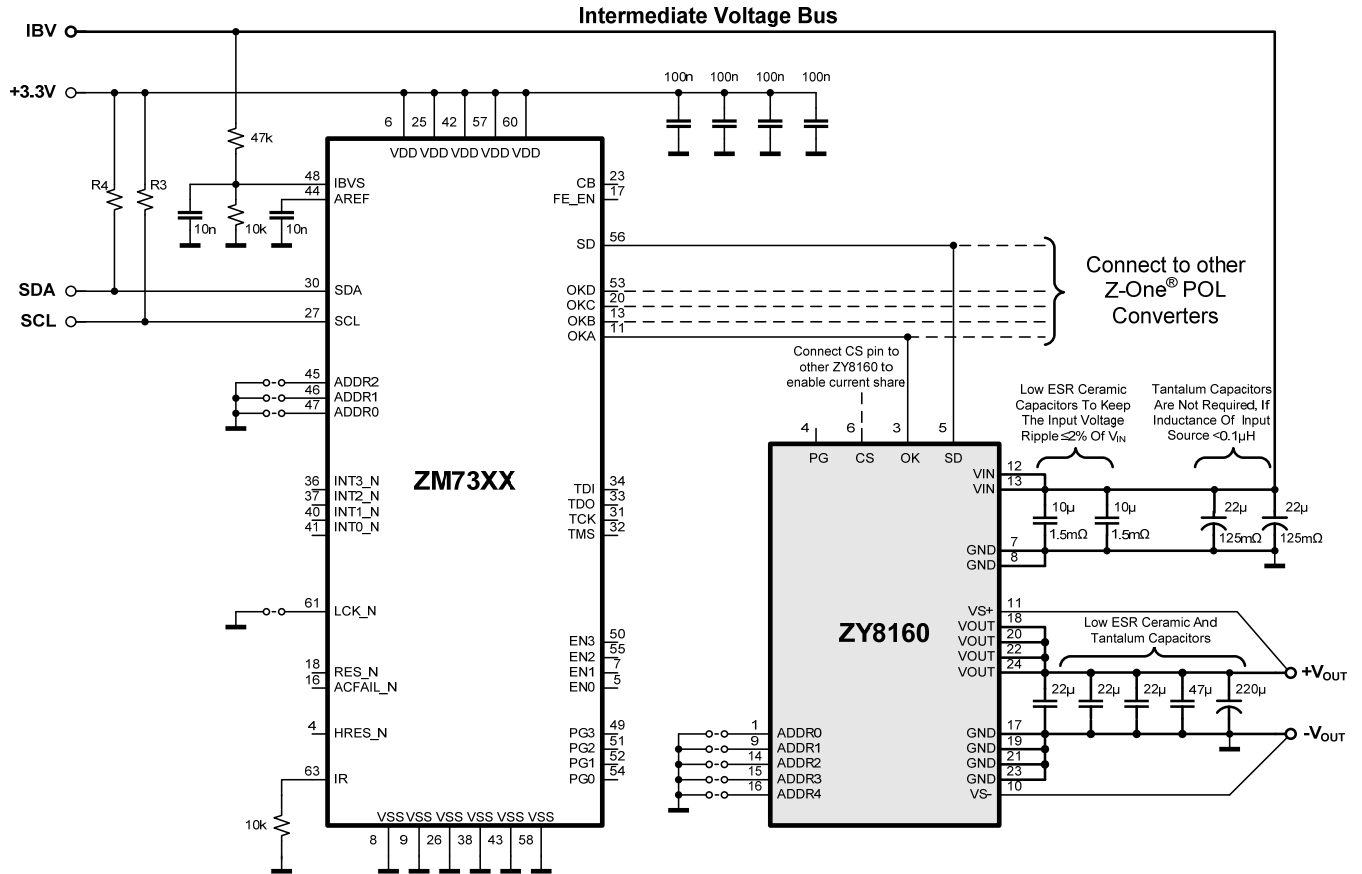 Intermediate Voltage Bus
IBV
+3.3V
100n 100n 100n 100n
6 25 42 57 60
47k
VDD VDD VDD VDD VDD
R4
R3
48 IBVS
44 AREF
10n
10k
10n
CB 23
FE_EN 17
SD 56
SDA
30 SDA
SCL
27 SCL
OKD 53
OKC 20
OKB 13
OKA 11
Connect to other
Z-One® POL
Converters
Connect CS pin to
other ZY8160 to
enable current share
45 ADDR2
46 ADDR1
47 ADDR0
Low ESR Ceramic
Capacitors To Keep
The Input Voltage
Ripple ≤2% Of VIN
Tantalum Capacitors
Are Not Required, If
Inductance Of Input
Source <0.1µH
4 6 3 5
PG CS OK SD
ZM73XX
36 INT3_N
37 INT2_N
40 INT1_N
41 INT0_N
TDI 34
TDO 33
TCK 31
TMS 32
VIN 12
VIN 13
10µ
1.5mΩ
10µ
1.5mΩ
22µ
125mΩ
22µ
125mΩ
GND 7
GND 8
61 LCK_N
ZY8160
VS+ 11
VOUT 18
VOUT 20
VOUT 22
VOUT 24
Low ESR Ceramic And
Tantalum Capacitors
+VOUT
22µ 22µ 22µ 47µ 220µ
EN3 50
EN2 55
EN1 7
EN0 5
18 RES_N
16 ACFAIL_N
4 HRES_N
PG3 49
PG2 51
PG1 52
PG0 54
1 ADDR0
9 ADDR1
14 ADDR2
15 ADDR3
16 ADDR4
GND 17
GND 19
GND 21
GND 23
VS- 10
-VOUT
63 IR
10k
VSS VSS VSS VSS VSS VSS
8 9 26 38 43 58